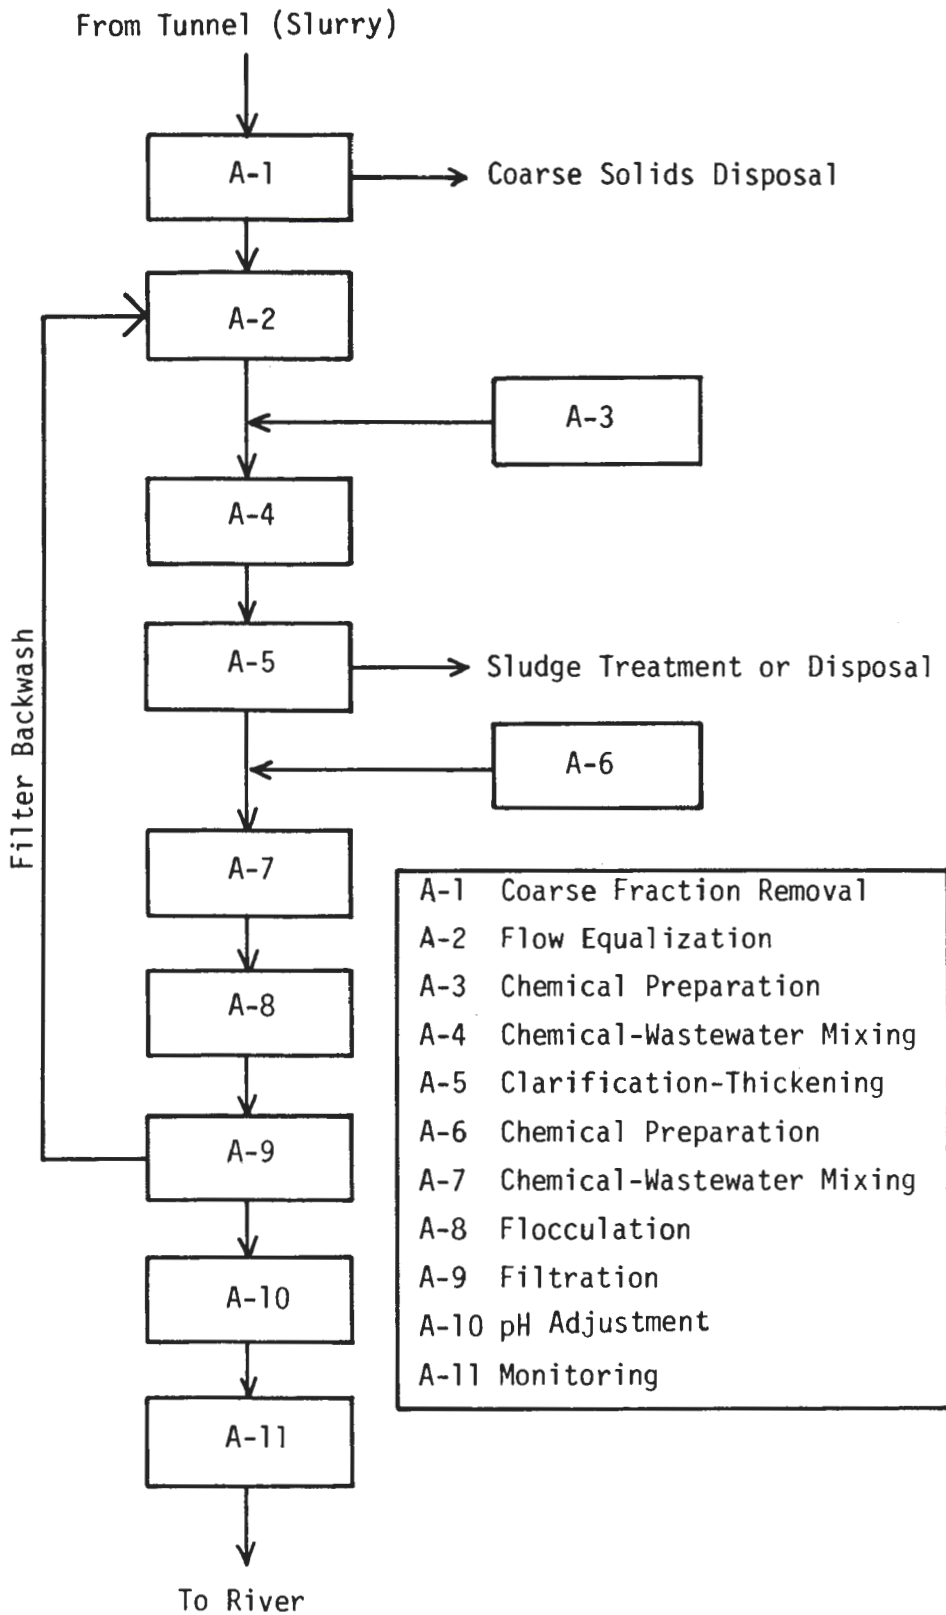 From Tunnel (Slurry)
A-1
Coarse Solids Disposal
A-2
A-3
A-4
A-5
Sludge Treatment or Disposal
A-6
Filter Backwash
A-7
A-8
A-9
A-10
A-11
To River
A-1 Coarse Fraction Removal
A-2 Flow Equalization
A-3 Chemical Preparation
A-4 Chemical-Wastewater Mixing
A-5 Clarification-Thickening
A-6 Chemical Preparation
A-7 Chemical-Wastewater Mixing
A-8 Flocculation
A-9 Filtration
A-10 pH Adjustment
A-11 Monitoring